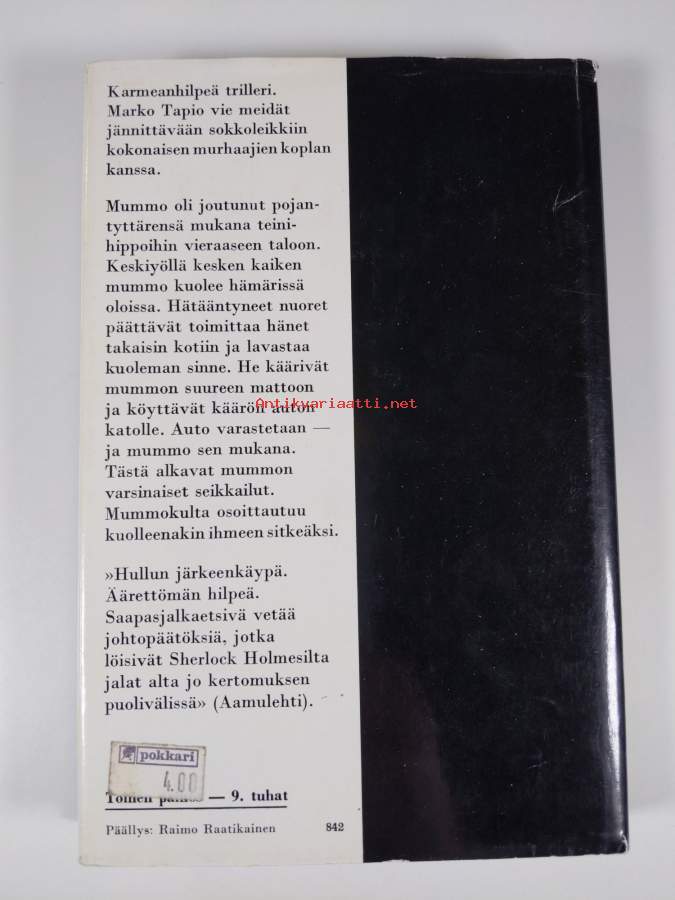 Karmeanhilpeä trilleri.
Marko Tapio vie meidät
jännittävään sokkoleikkiin
kokonaisen murhaajien koplan
kanssa.
Mummo oli joutunut pojan-
tyttärensä mukana teini-
hippoihin vieraaseen taloon.
Keskiyöllä kesken kaiken
mummo kuolee hämärissä
oloissa. Hätääntyneet nuoret
päättävät toimittaa hänet
takaisin kotiin ja lavastaa
kuoleman sinne. He käärivät
mummon suureen mattoon
ja köyttävät käärön auton
Antikvariaatti.net
katolle. Auto varastetaan —
ja mummo sen mukana.
Tästä alkavat mummon
varsinaiset seikkailut.
Mummokulta osoittautuu
kuolleenakin ihmeen sitkeäksi.
»Hullun järkeenkäypä.
Äärettömän hilpeä.
Saapasjalkaetsivä vetää
johtopäätöksiä, jotka
löisivät Sherlock Holmesilta
jalat alta jo kertomuksen
puolivälissä» (Aamulehti).
pokkari
4.00
Toinen painos — 9. tuhat
Päällys: Raimo Raatikainen 842